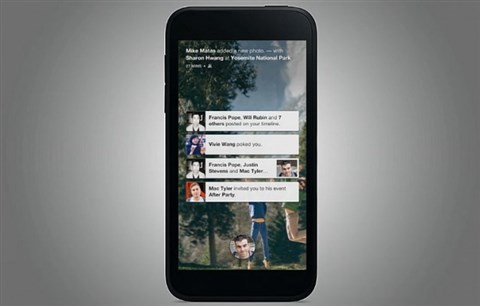 Mike Matas added a new photo. — with
Sharon Hwang at Yosemite National Park
Francis Pope, Will Rubin and 7
others posted on your timeline.
Vivie Wang poked you.
Francis Pope, Justin
Stevens and Mac Tyler...
Mac Tyler invited you to his event
After Party.